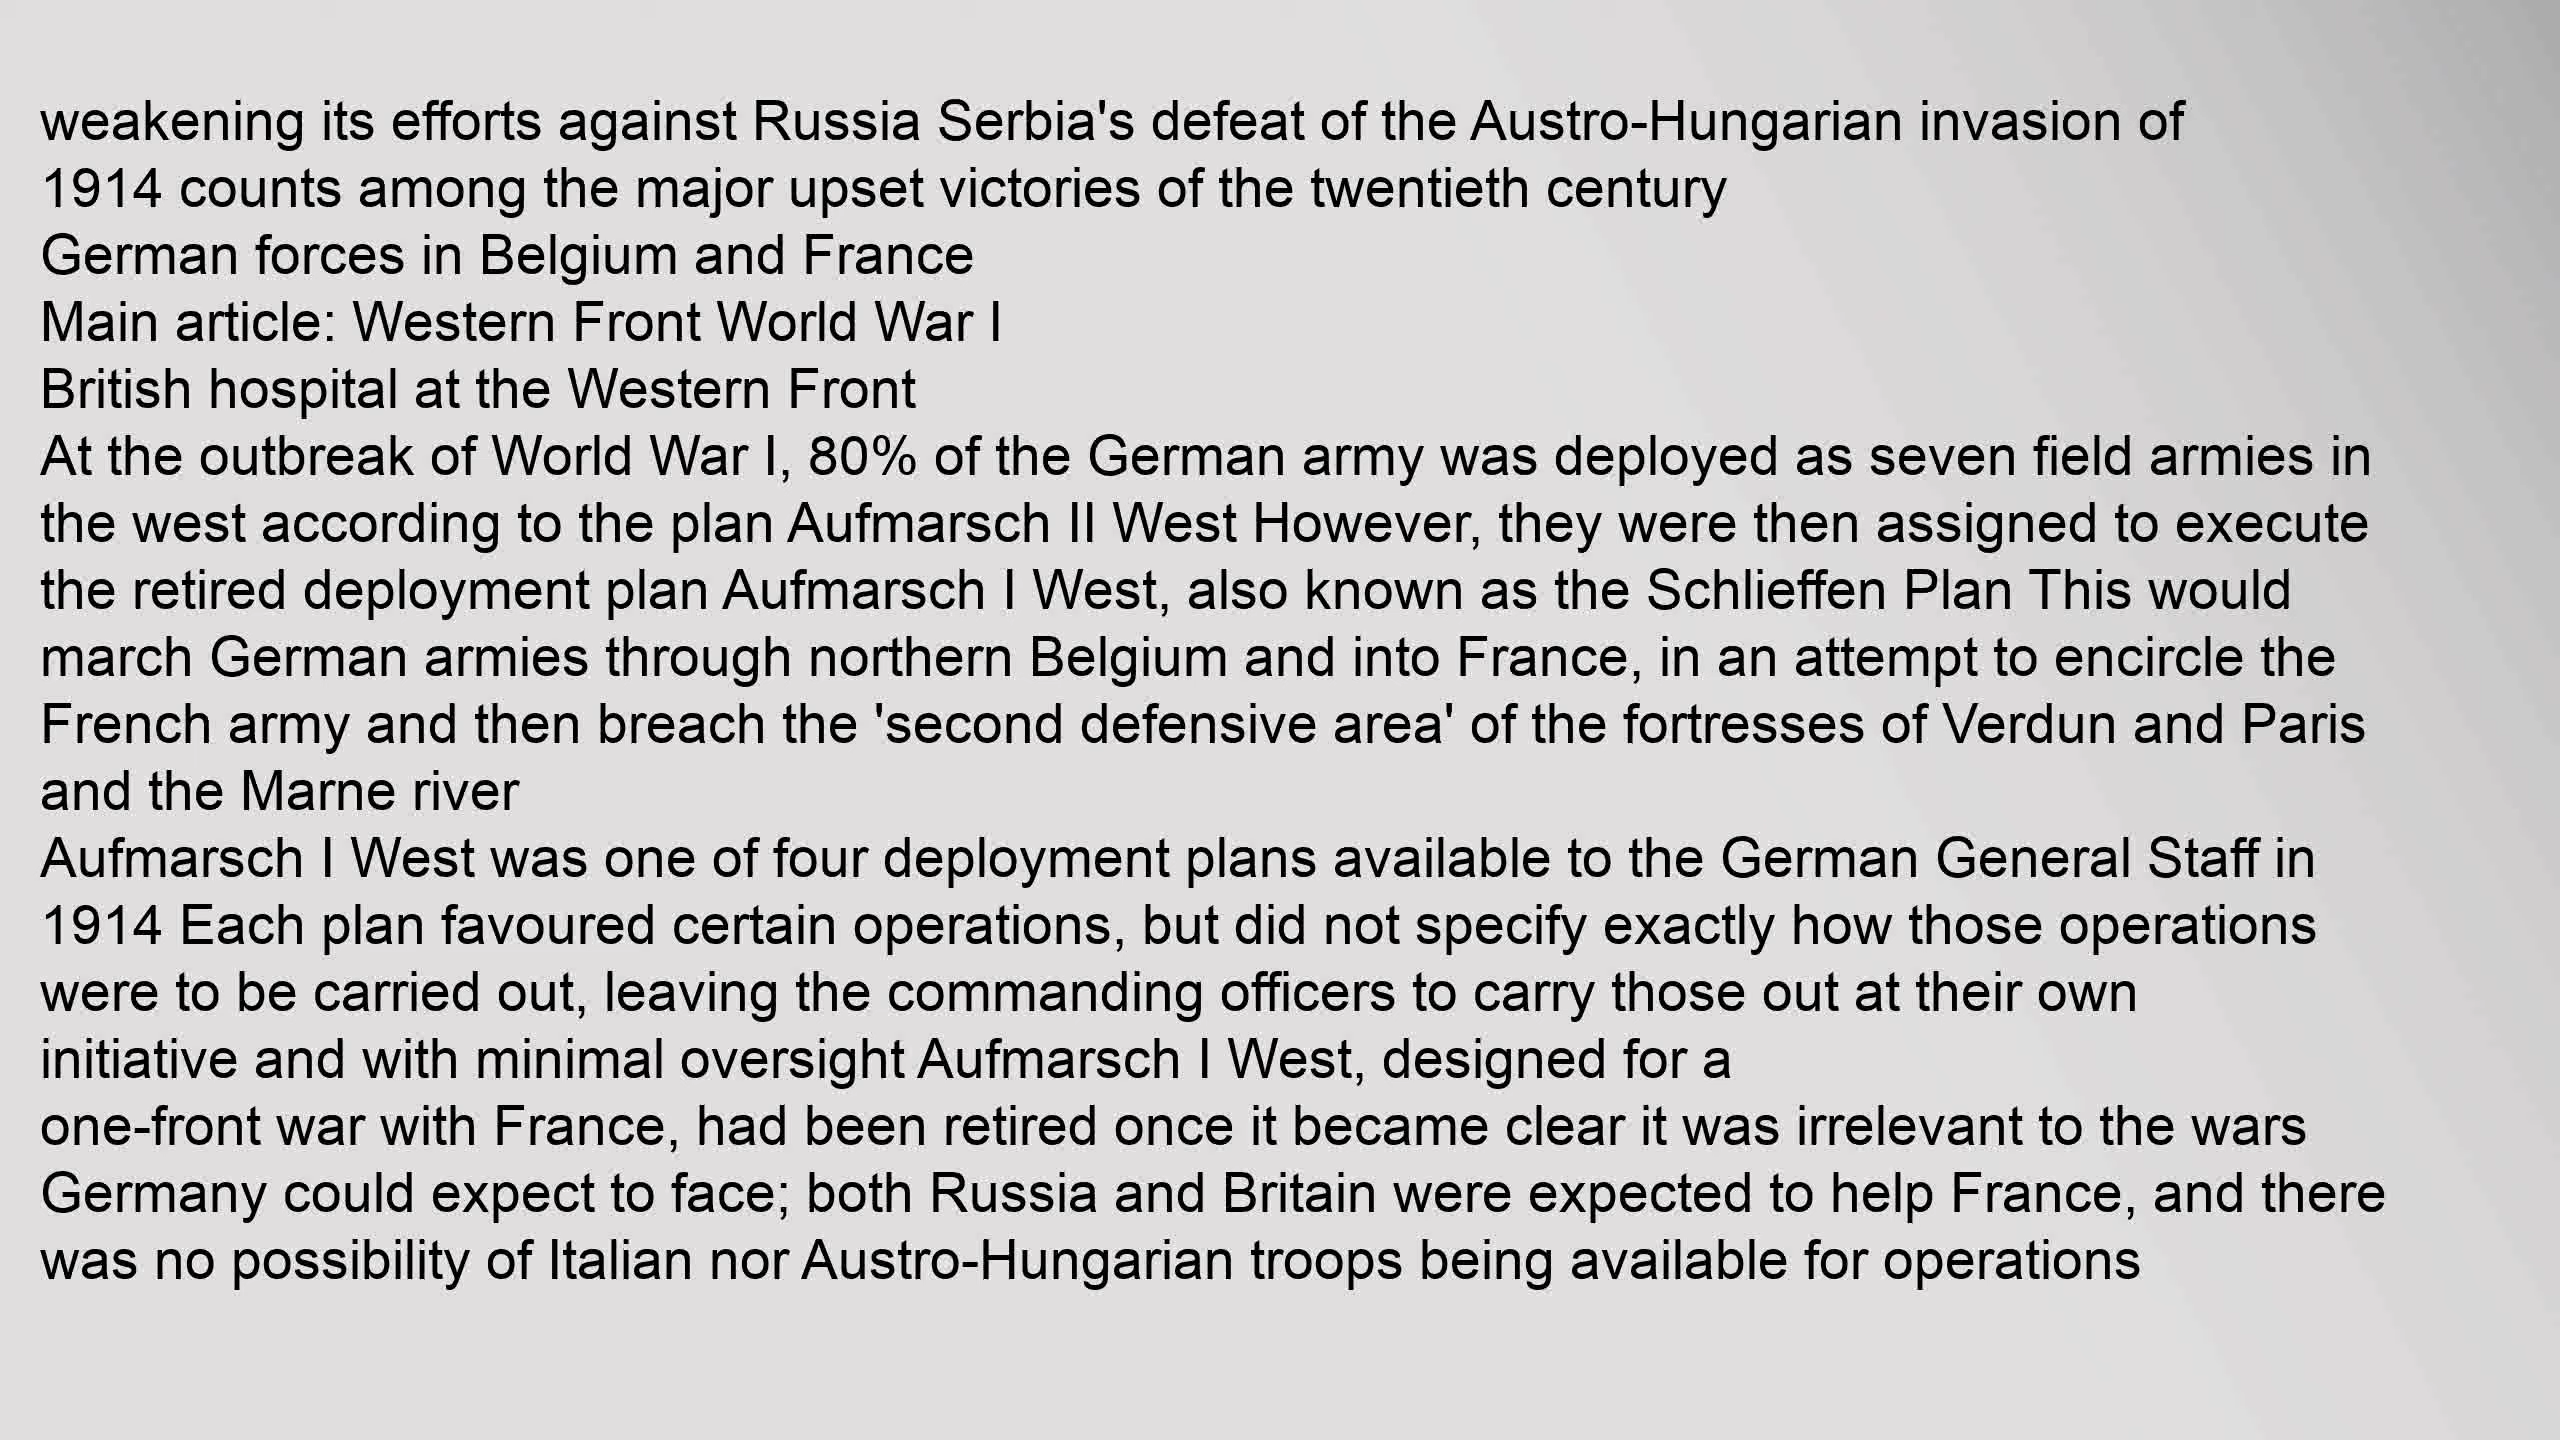 weakening its efforts against Russia Serbia's defeat of the Austro-Hungarian invasion of
1914 counts among the major upset victories of the twentieth century
German forces in Belgium and France
Main article: Western Front World War I
British hospital at the Western Front
At the outbreak of World War I, 80% of the German army was deployed as seven field armies in
the west according to the plan Aufmarsch II West However, they were then assigned to execute
the retired deployment plan Aufmarsch I West, also known as the Schlieffen Plan This would
march German armies through northern Belgium and into France, in an attempt to encircle the
French army and then breach the 'second defensive area' of the fortresses of Verdun and Paris
and the Marne river
Aufmarsch I West was one of four deployment plans available to the German General Staff in
1914 Each plan favoured certain operations, but did not specify exactly how those operations
were to be carried out, leaving the commanding officers to carry those out at their own
initiative and with minimal oversight Aufmarsch I West, designed for a
one-front war with France, had been retired once it became clear it was irrelevant to the wars
Germany could expect to face; both Russia and Britain were expected to help France, and there
was no possibility of Italian nor Austro-Hungarian troops being available for operations